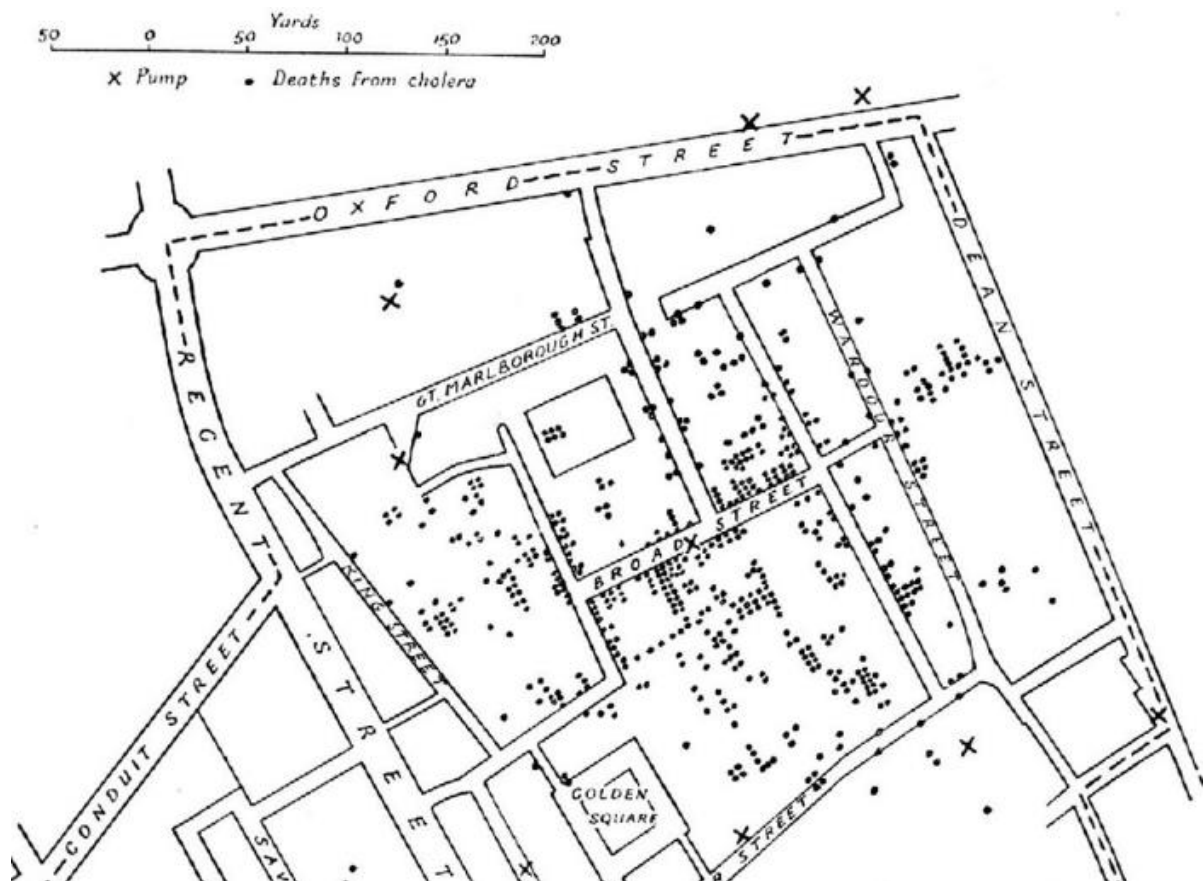 Yards
50 0 50 100 150 200
X Pump • Deaths from cholera
OXFORD STREET
DEAN STREET
REGENT STREET
GT. MARLBOROUGH ST.
WARDOUR STREET
BROAD STREET
KING STREET
CONDUIT STREET
GOLDEN
SQUARE
STREET